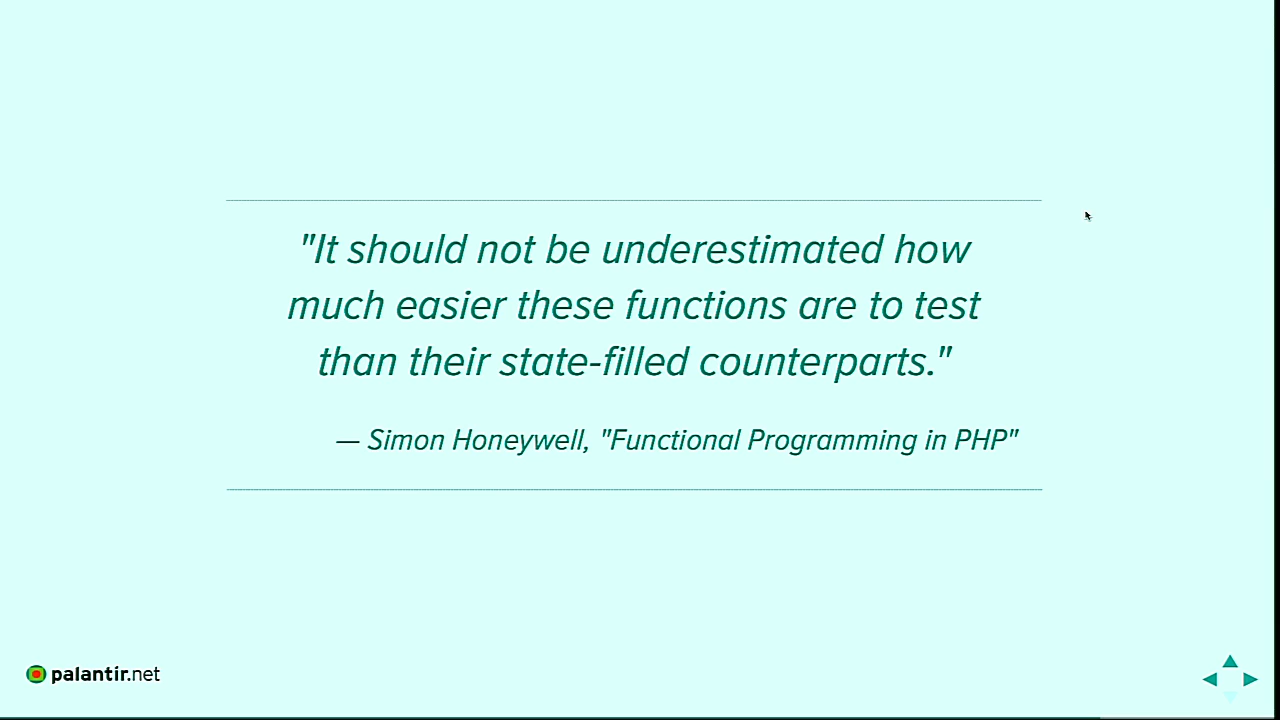 "It should not be underestimated how
much easier these functions are to test
than their state-filled counterparts."
— Simon Honeywell, "Functional Programming in PHP"
palantir.net